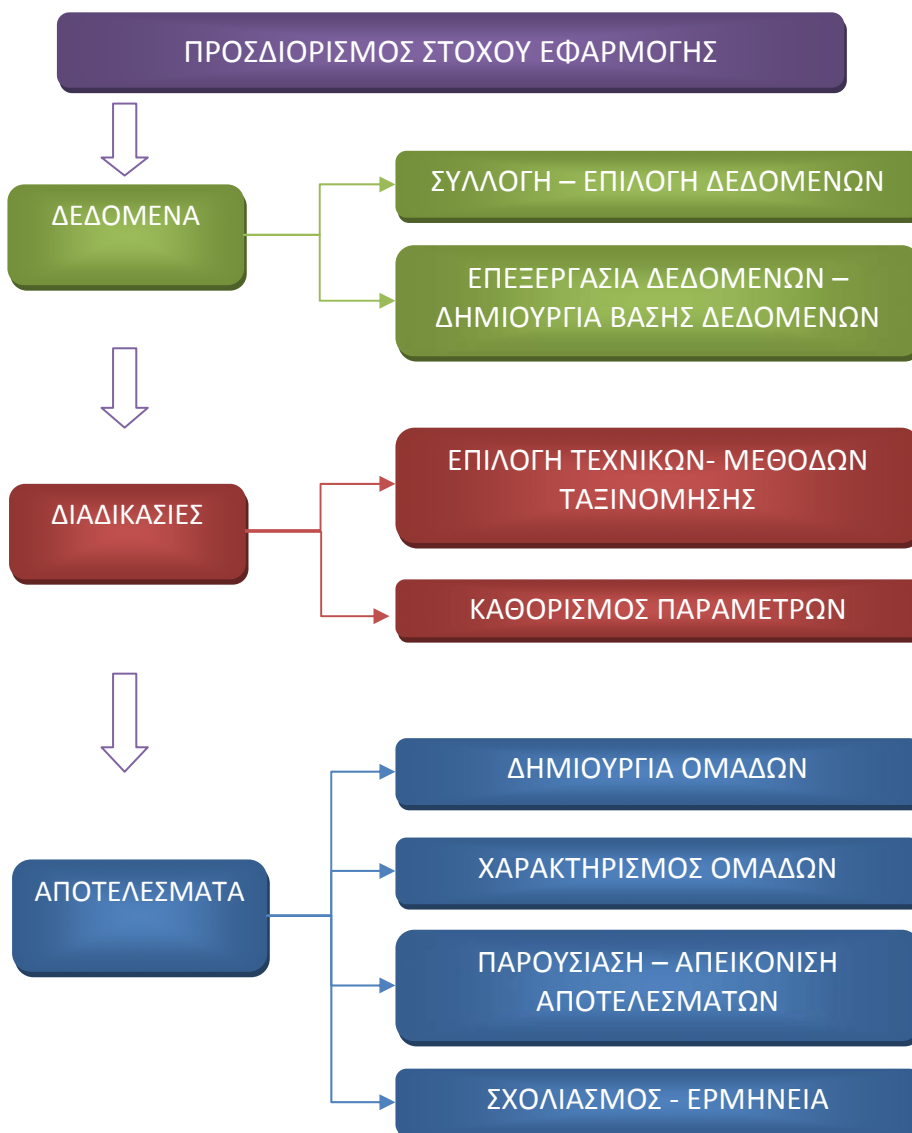 ΠΡΟΣΔΙΟΡΙΣΜΟΣ ΣΤΟΧΟΥ ΕΦΑΡΜΟΓΗΣ
ΔΕΔΟΜΕΝΑ
ΣΥΛΛΟΓΗ – ΕΠΙΛΟΓΗ ΔΕΔΟΜΕΝΩΝ
ΕΠΕΞΕΡΓΑΣΙΑ ΔΕΔΟΜΕΝΩΝ –
ΔΗΜΙΟΥΡΓΙΑ ΒΑΣΗΣ ΔΕΔΟΜΕΝΩΝ
ΔΙΑΔΙΚΑΣΙΕΣ
ΕΠΙΛΟΓΗ ΤΕΧΝΙΚΩΝ- ΜΕΘΟΔΩΝ
ΤΑΞΙΝΟΜΗΣΗΣ
ΚΑΘΟΡΙΣΜΟΣ ΠΑΡΑΜΕΤΡΩΝ
ΑΠΟΤΕΛΕΣΜΑΤΑ
ΔΗΜΙΟΥΡΓΙΑ ΟΜΑΔΩΝ
ΧΑΡΑΚΤΗΡΙΣΜΟΣ ΟΜΑΔΩΝ
ΠΑΡΟΥΣΙΑΣΗ – ΑΠΕΙΚΟΝΙΣΗ
ΑΠΟΤΕΛΕΣΜΑΤΩΝ
ΣΧΟΛΙΑΣΜΟΣ - ΕΡΜΗΝΕΙΑ